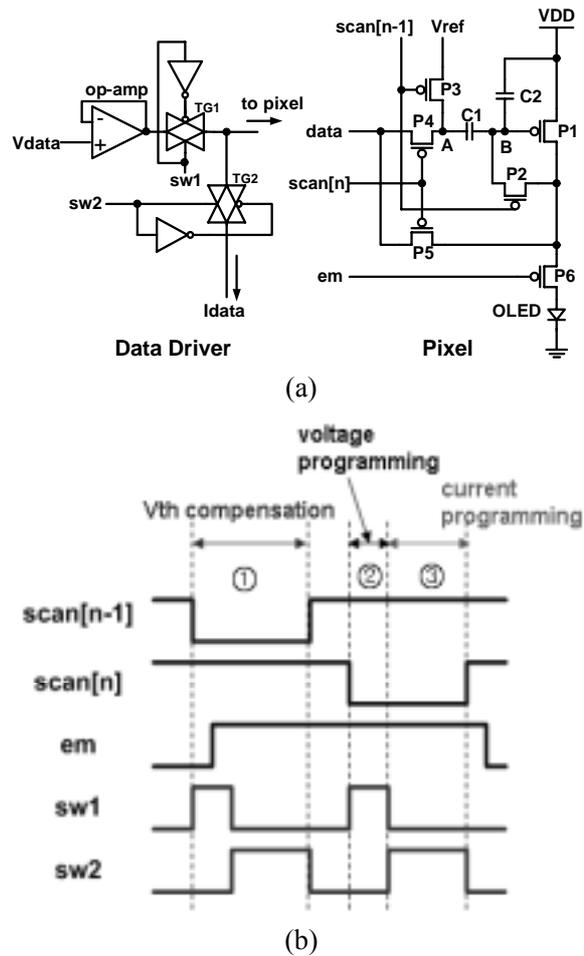 scan[n-1] Vref VDD
op-amp TG1 to pixel P3 C2
Vdata - + data P4 A C1 B P1
sw1 P2
sw2 TG2 scan[n]
P5
em P6
Idata OLED
Data Driver Pixel
(a)
voltage
programming
Vth compensation current
programming
① ② ③
scan[n-1]
scan[n]
em
sw1
sw2
(b)